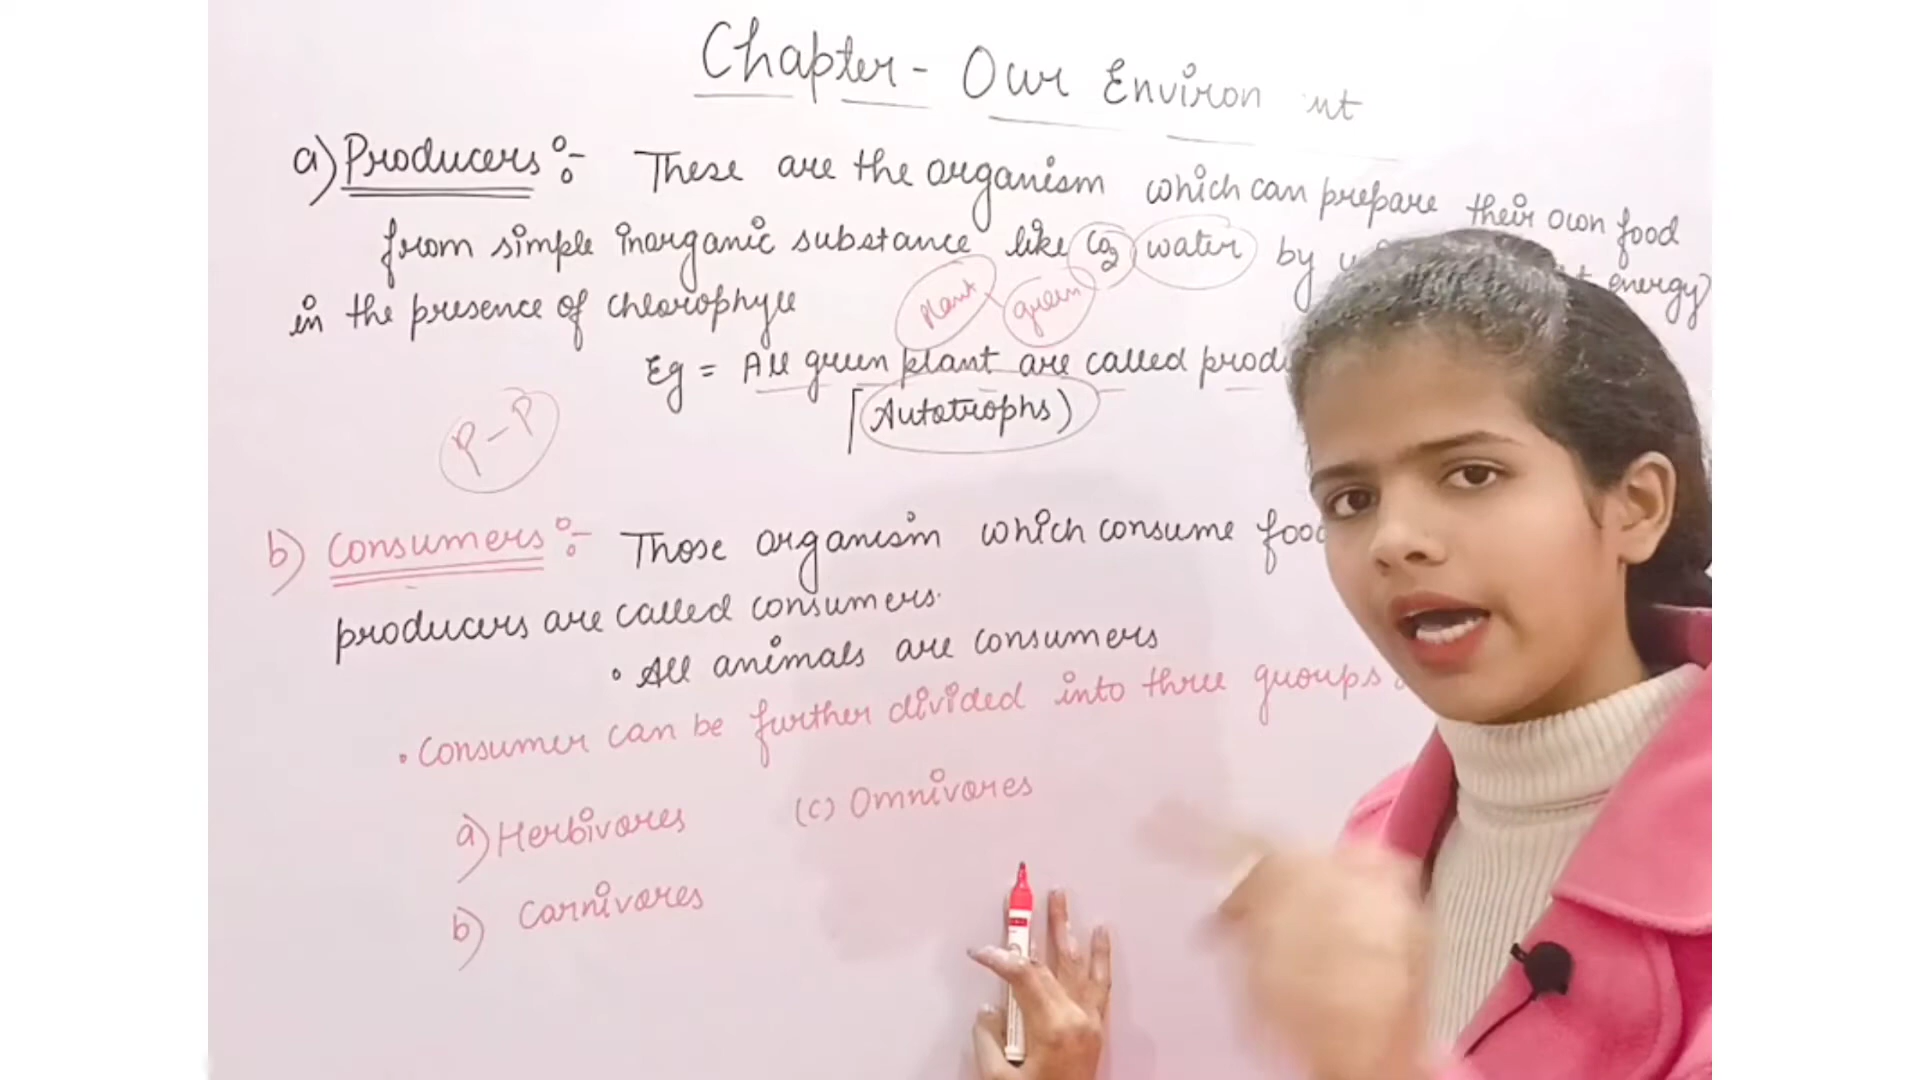 Chapter - Our Environ nt
a) Producers :- These are the organism which can prepare their own food
from simple inorganic substance like CO2 water by energy)
in the presence of chlorophyll
plant green
Eg = All green plant are called produ
(Autotrophs)
P-P
b) Consumers :- Those organism which consume food
producers are called consumers.
• All animals are consumers
• Consumer can be further divided into three groups
a) Herbivores (c) Omnivores
b) Carnivores